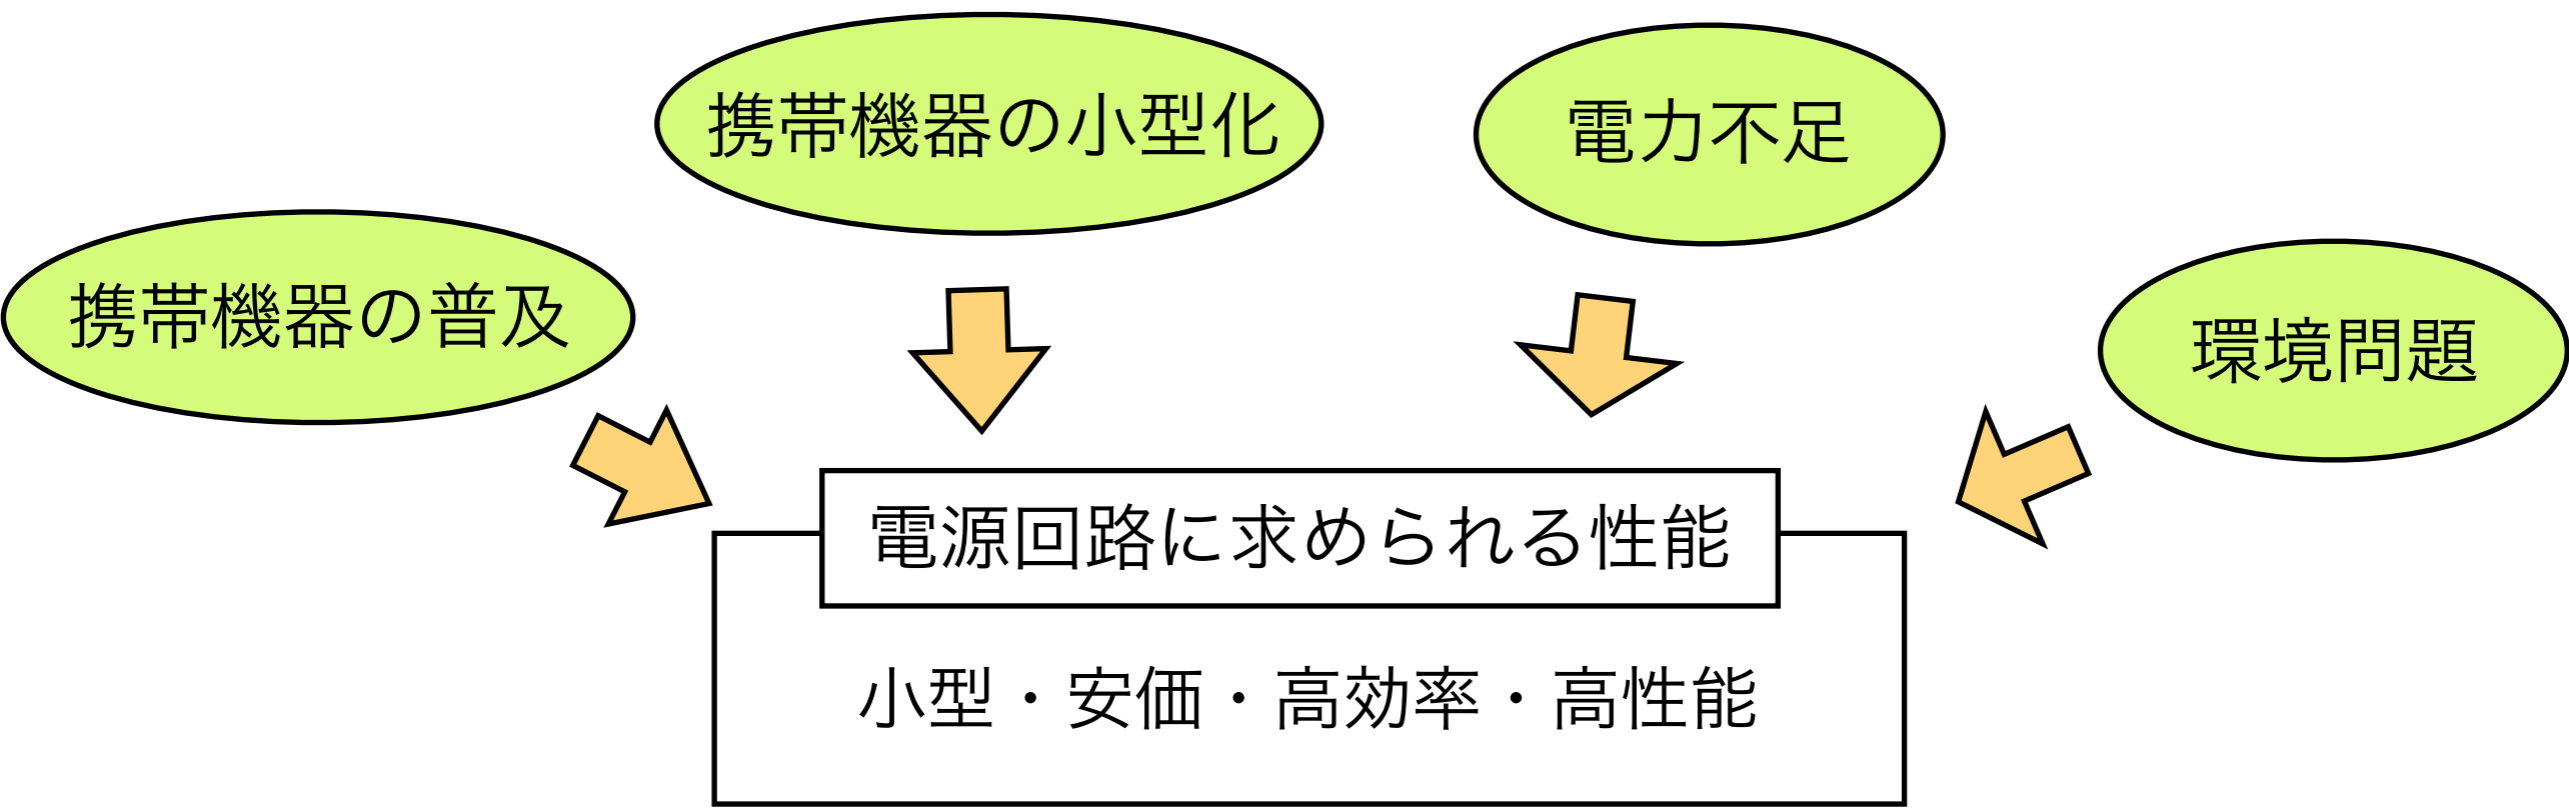 携帯機器の小型化
電力不足
携帯機器の普及
環境問題
電源回路に求められる性能
小型・安価・高効率・高性能